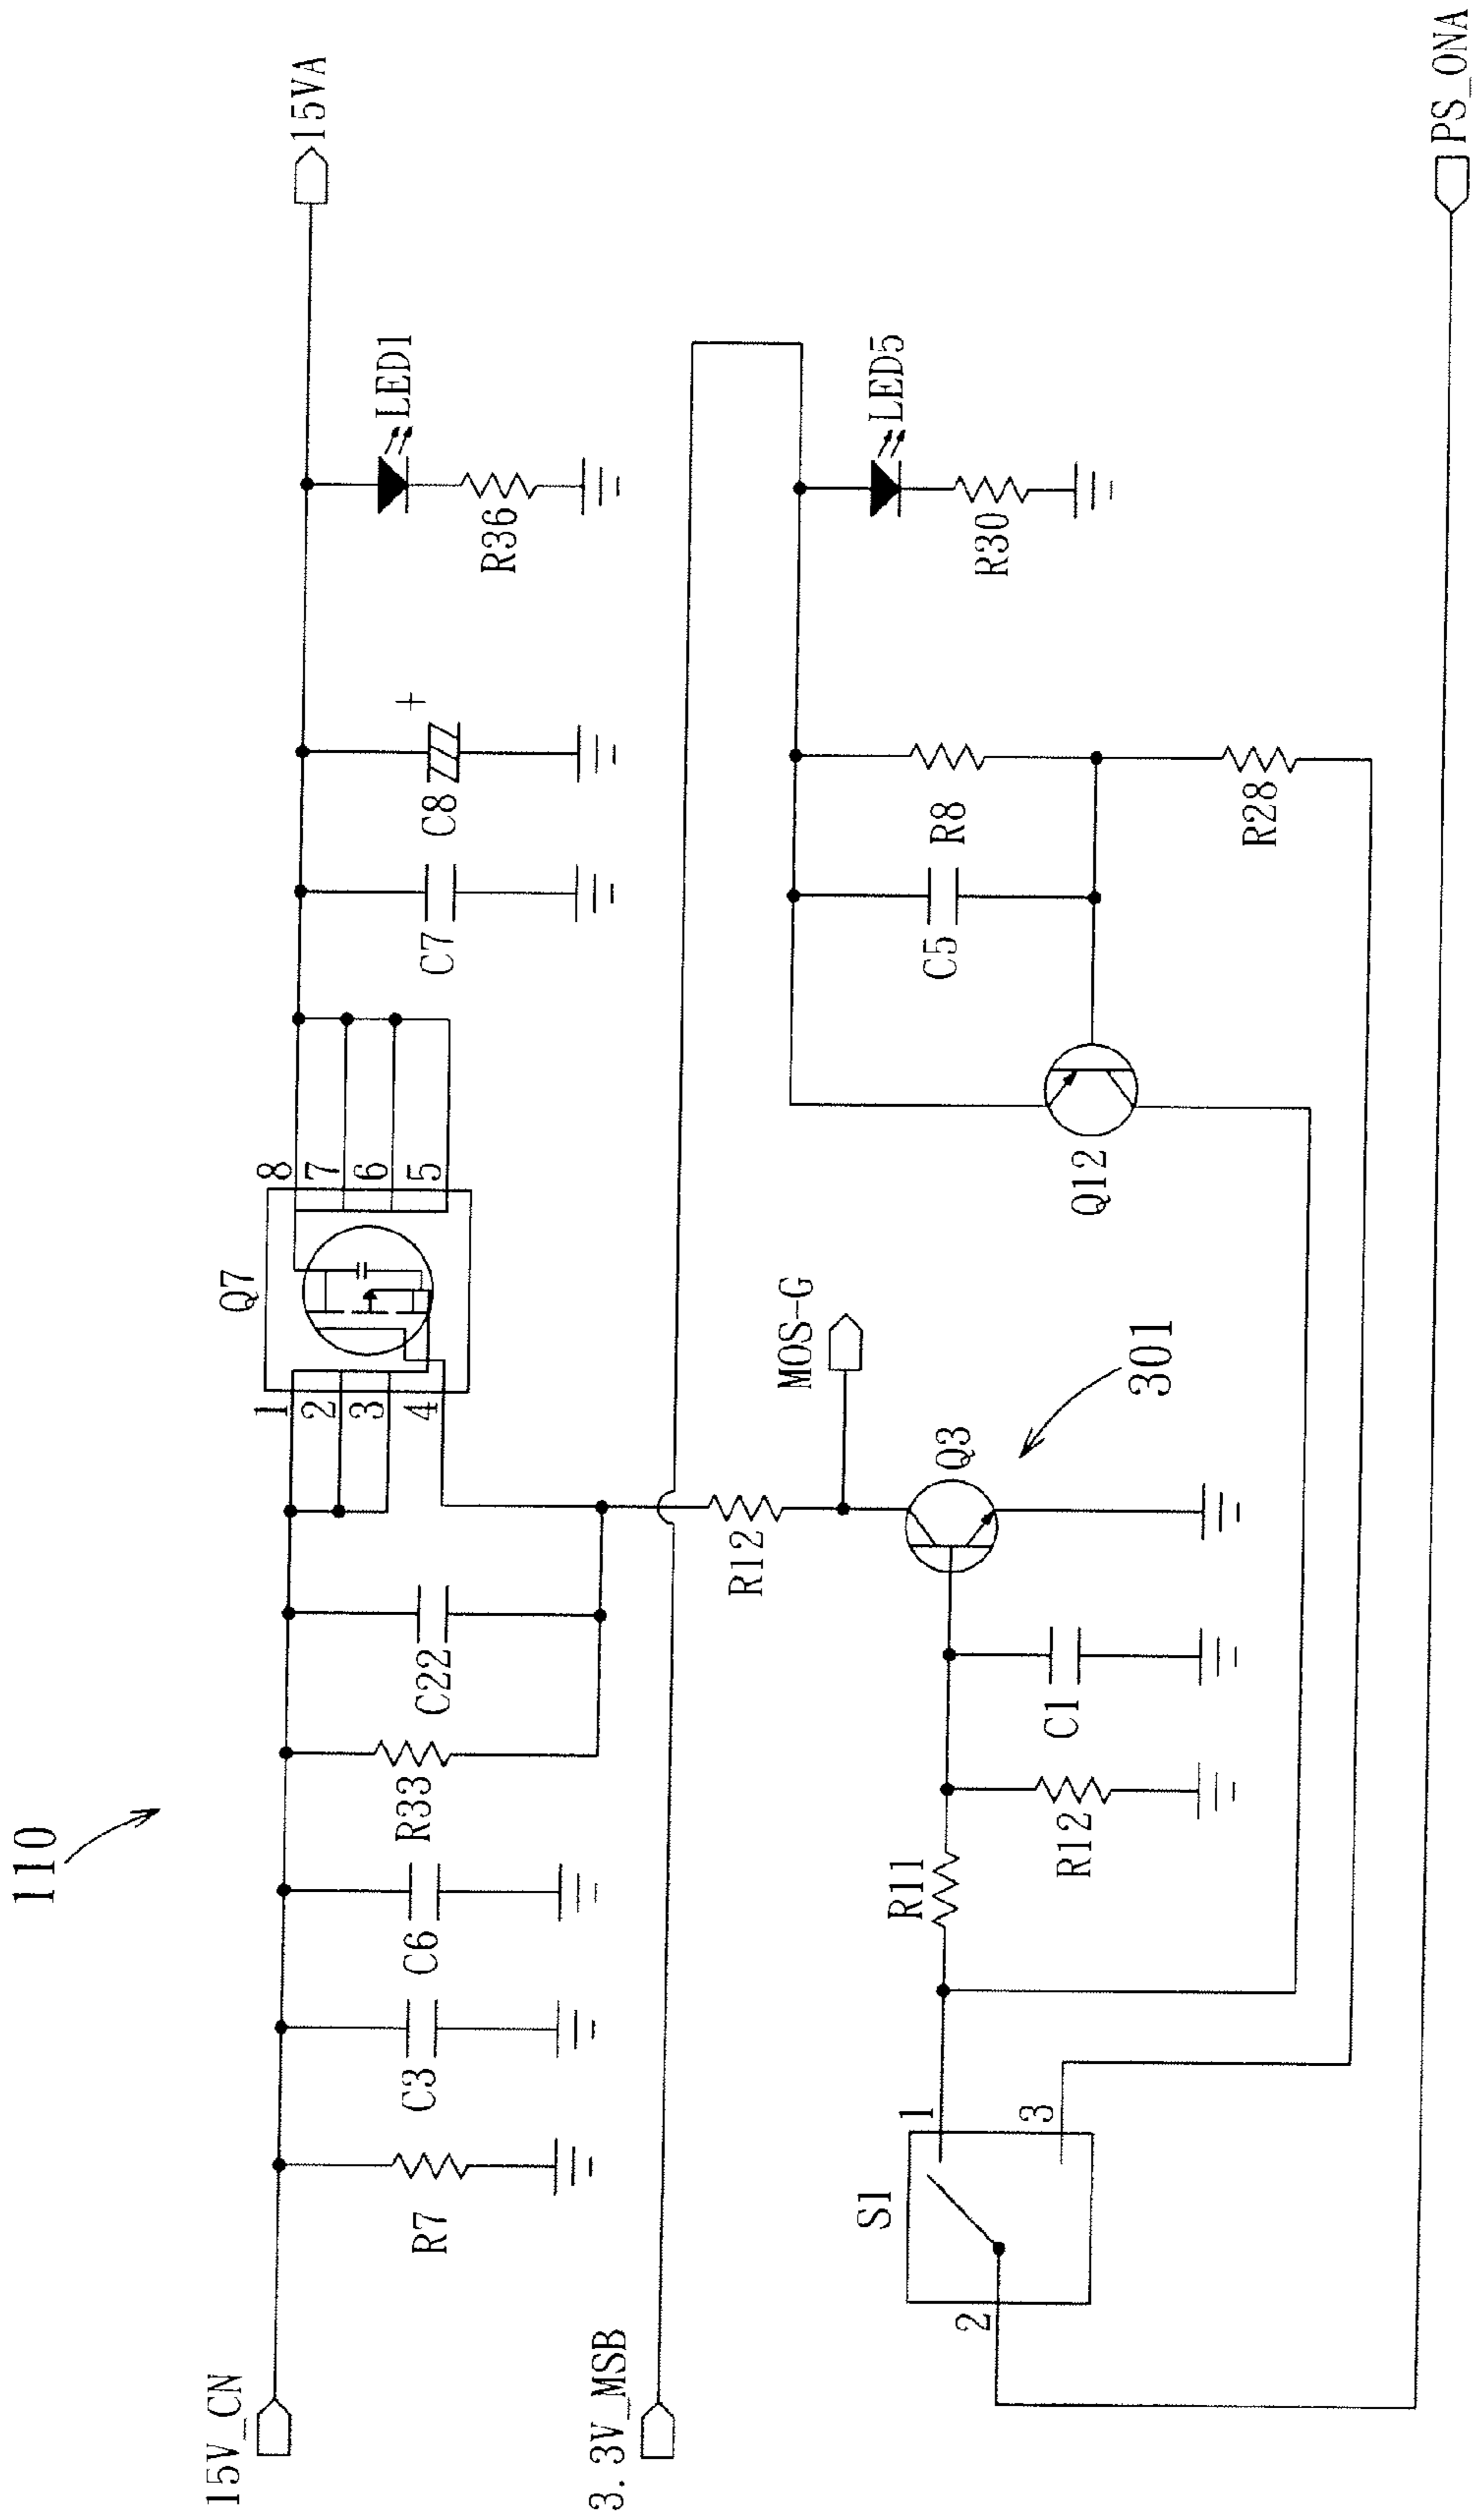 110
15V_CN
15VA
Q7
1
2
3
4
8
7
6
5
R7
C3
C6
R33
C22
C7
C8
+
LED1
R36
3.3V_MSB
R12
MOS-G
Q3
301
R11
R12
C1
S1
1
2
3
Q12
C5
R8
R28
LED5
R30
PS_ONA